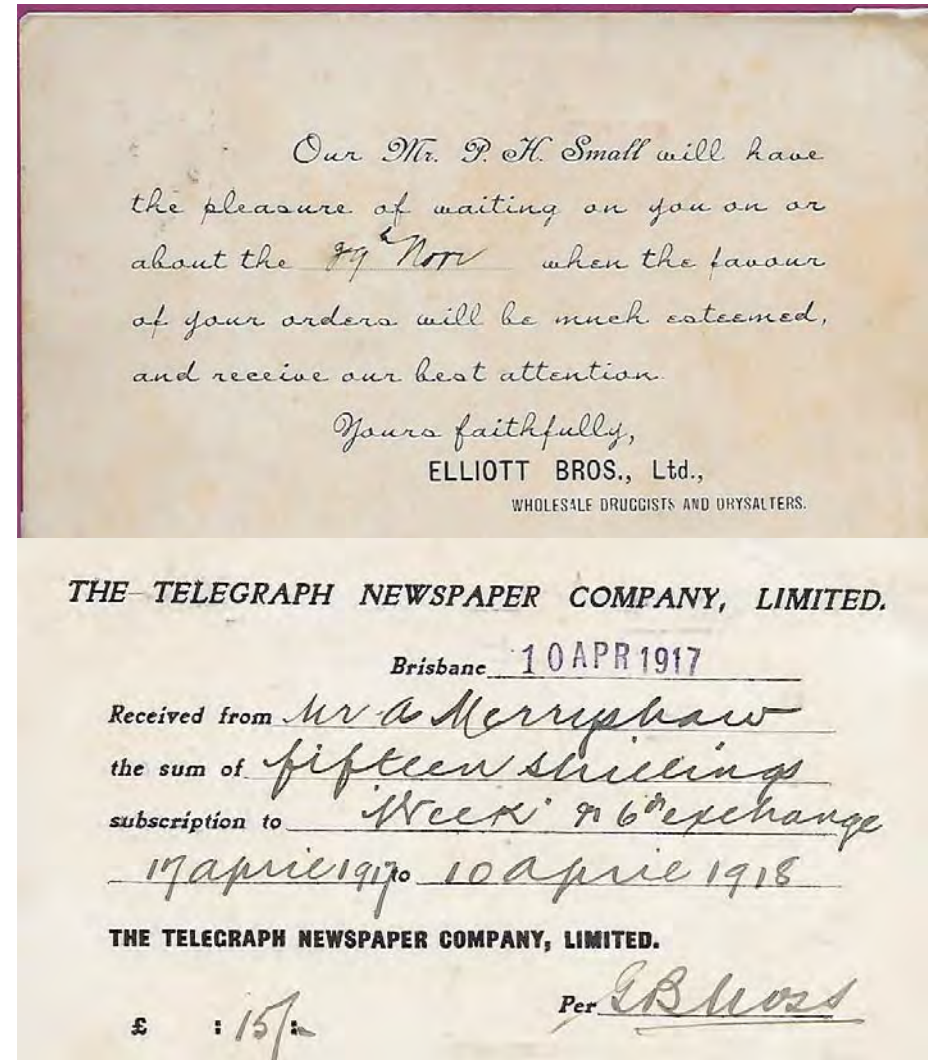 Our Mr. P. H. Small will have
the pleasure of waiting on you on or
about the 29th Novr when the favour
of your orders will be much esteemed,
and receive our best attention.
Yours faithfully,
ELLIOTT BROS., Ltd.,
WHOLESALE DRUGGISTS AND DRYSALTERS.
THE TELEGRAPH NEWSPAPER COMPANY, LIMITED.
Brisbane 10 APR 1917
Received from Mr A Merryshaw
the sum of fifteen shillings
subscription to Week exchange
17 April 1917 to 10 April 1918
THE TELEGRAPH NEWSPAPER COMPANY, LIMITED.
Per G B Moss
£ : 15/- :